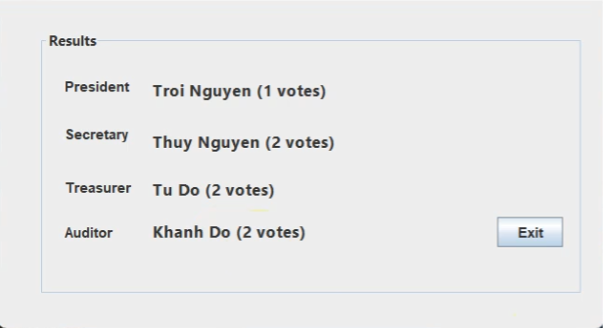 Results
President Troi Nguyen (1 votes)
Secretary Thuy Nguyen (2 votes)
Treasurer Tu Do (2 votes)
Auditor Khanh Do (2 votes)
Exit